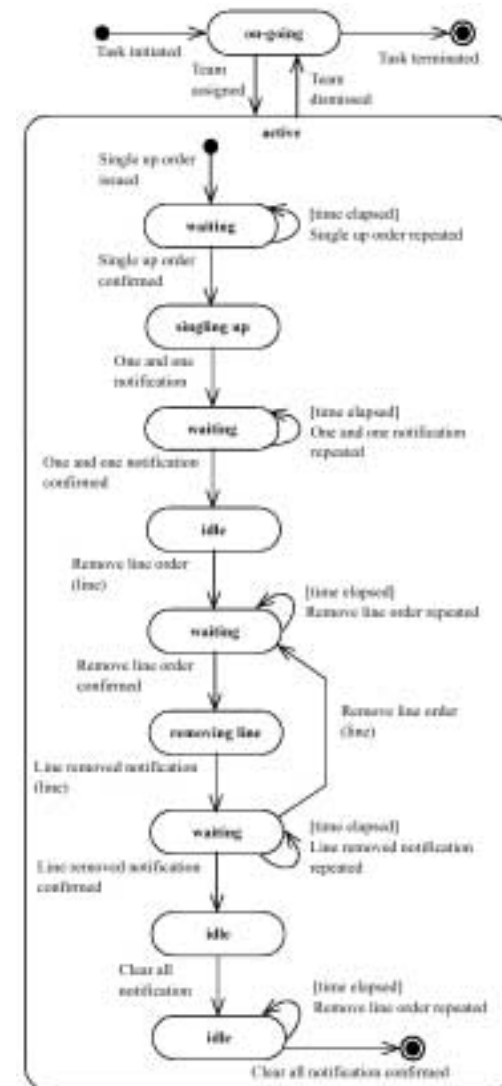 on-going
Task initiated
Task terminated
Team
assigned
Team
dismissed
active
Single up order
issued
waiting
[time elapsed]
Single up order repeated
Single up order
confirmed
singling up
One and one
notification
waiting
[time elapsed]
One and one notification
repeated
One and one notification
confirmed
idle
Remove line order
(line)
[time elapsed]
Remove line order repeated
waiting
Remove line order
confirmed
Remove line order
(line)
removing line
Line removed notification
(line)
waiting
[time elapsed]
Line removed notification
repeated
Line removed notification
confirmed
idle
Clear all
notification
[time elapsed]
Remove line order repeated
idle
Clear all notification confirmed